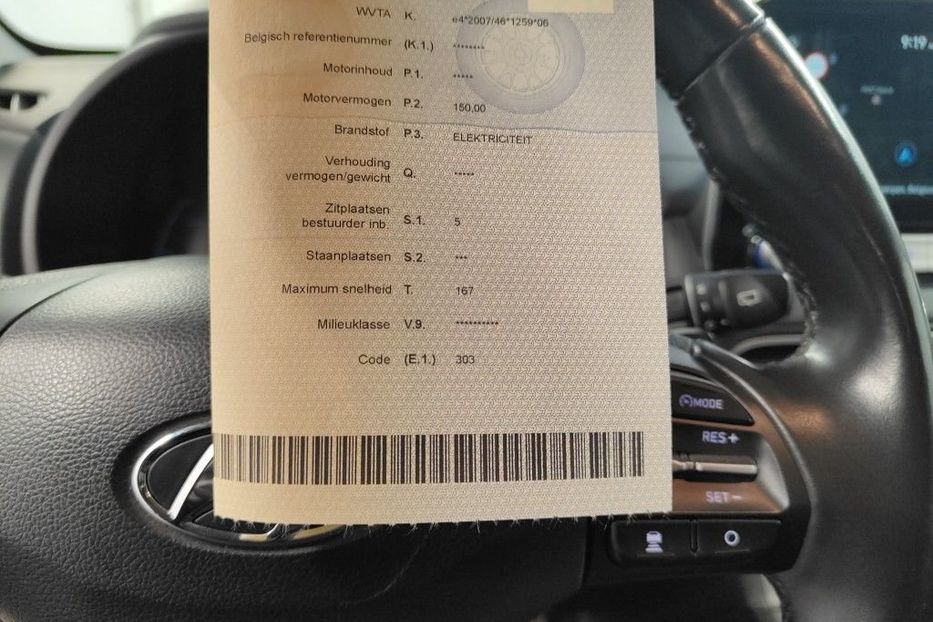 WVTA K. e4*2007/46*1259*06
Belgisch referentienummer (K.1.) ********
Motorinhoud P.1. *****
Motorvermogen P.2. 150,00
Brandstof P.3. ELEKTRICITEIT
Verhouding
vermogen/gewicht Q. *****
Zitplaatsen
bestuurder inb. S.1. 5
Staanplaatsen S.2. ***
Maximum snelheid T. 167
Milieuklasse V.9. **********
Code (E.1.) 303
9:19
MODE
RES+
SET-